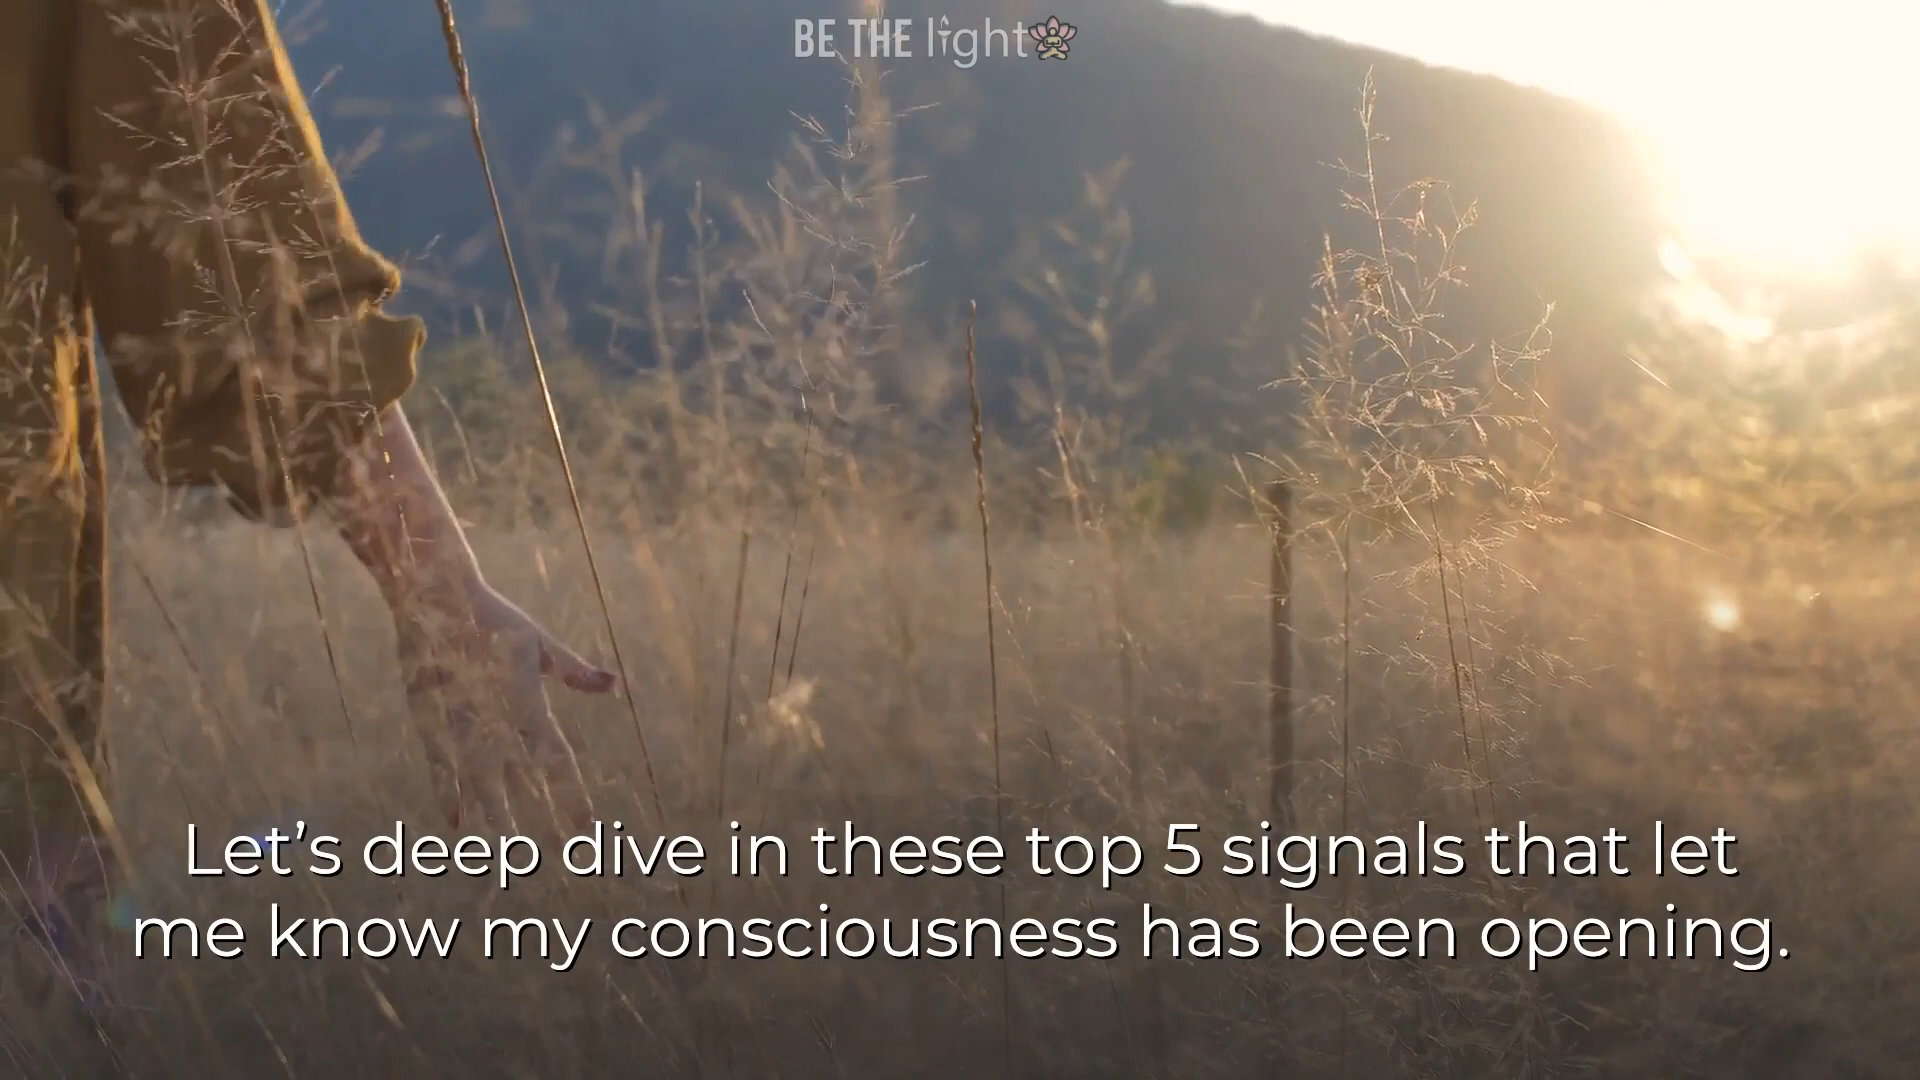 BE THE light
Let’s deep dive in these top 5 signals that let
me know my consciousness has been opening.